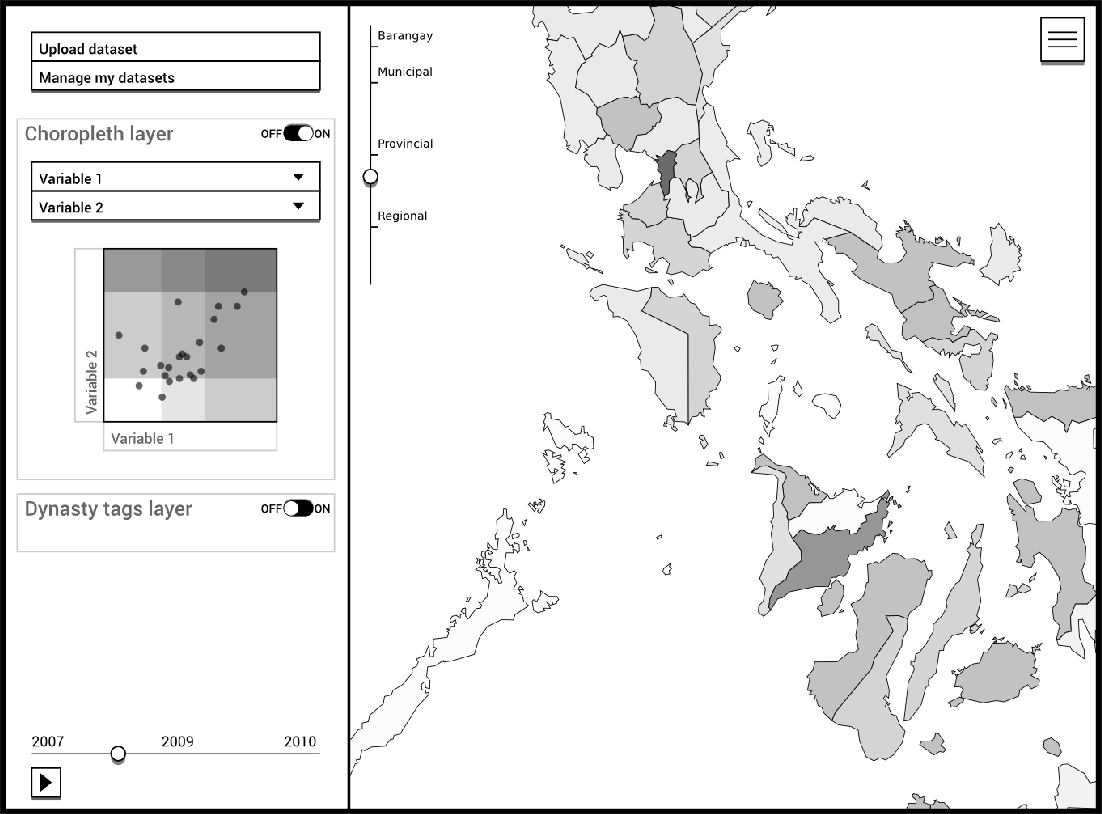 Upload dataset
Manage my datasets
Choropleth layer
OFF ON
Variable 1
Variable 2
Variable 2
Variable 1
Dynasty tags layer
OFF ON
2007 2009 2010
Barangay
Municipal
Provincial
Regional